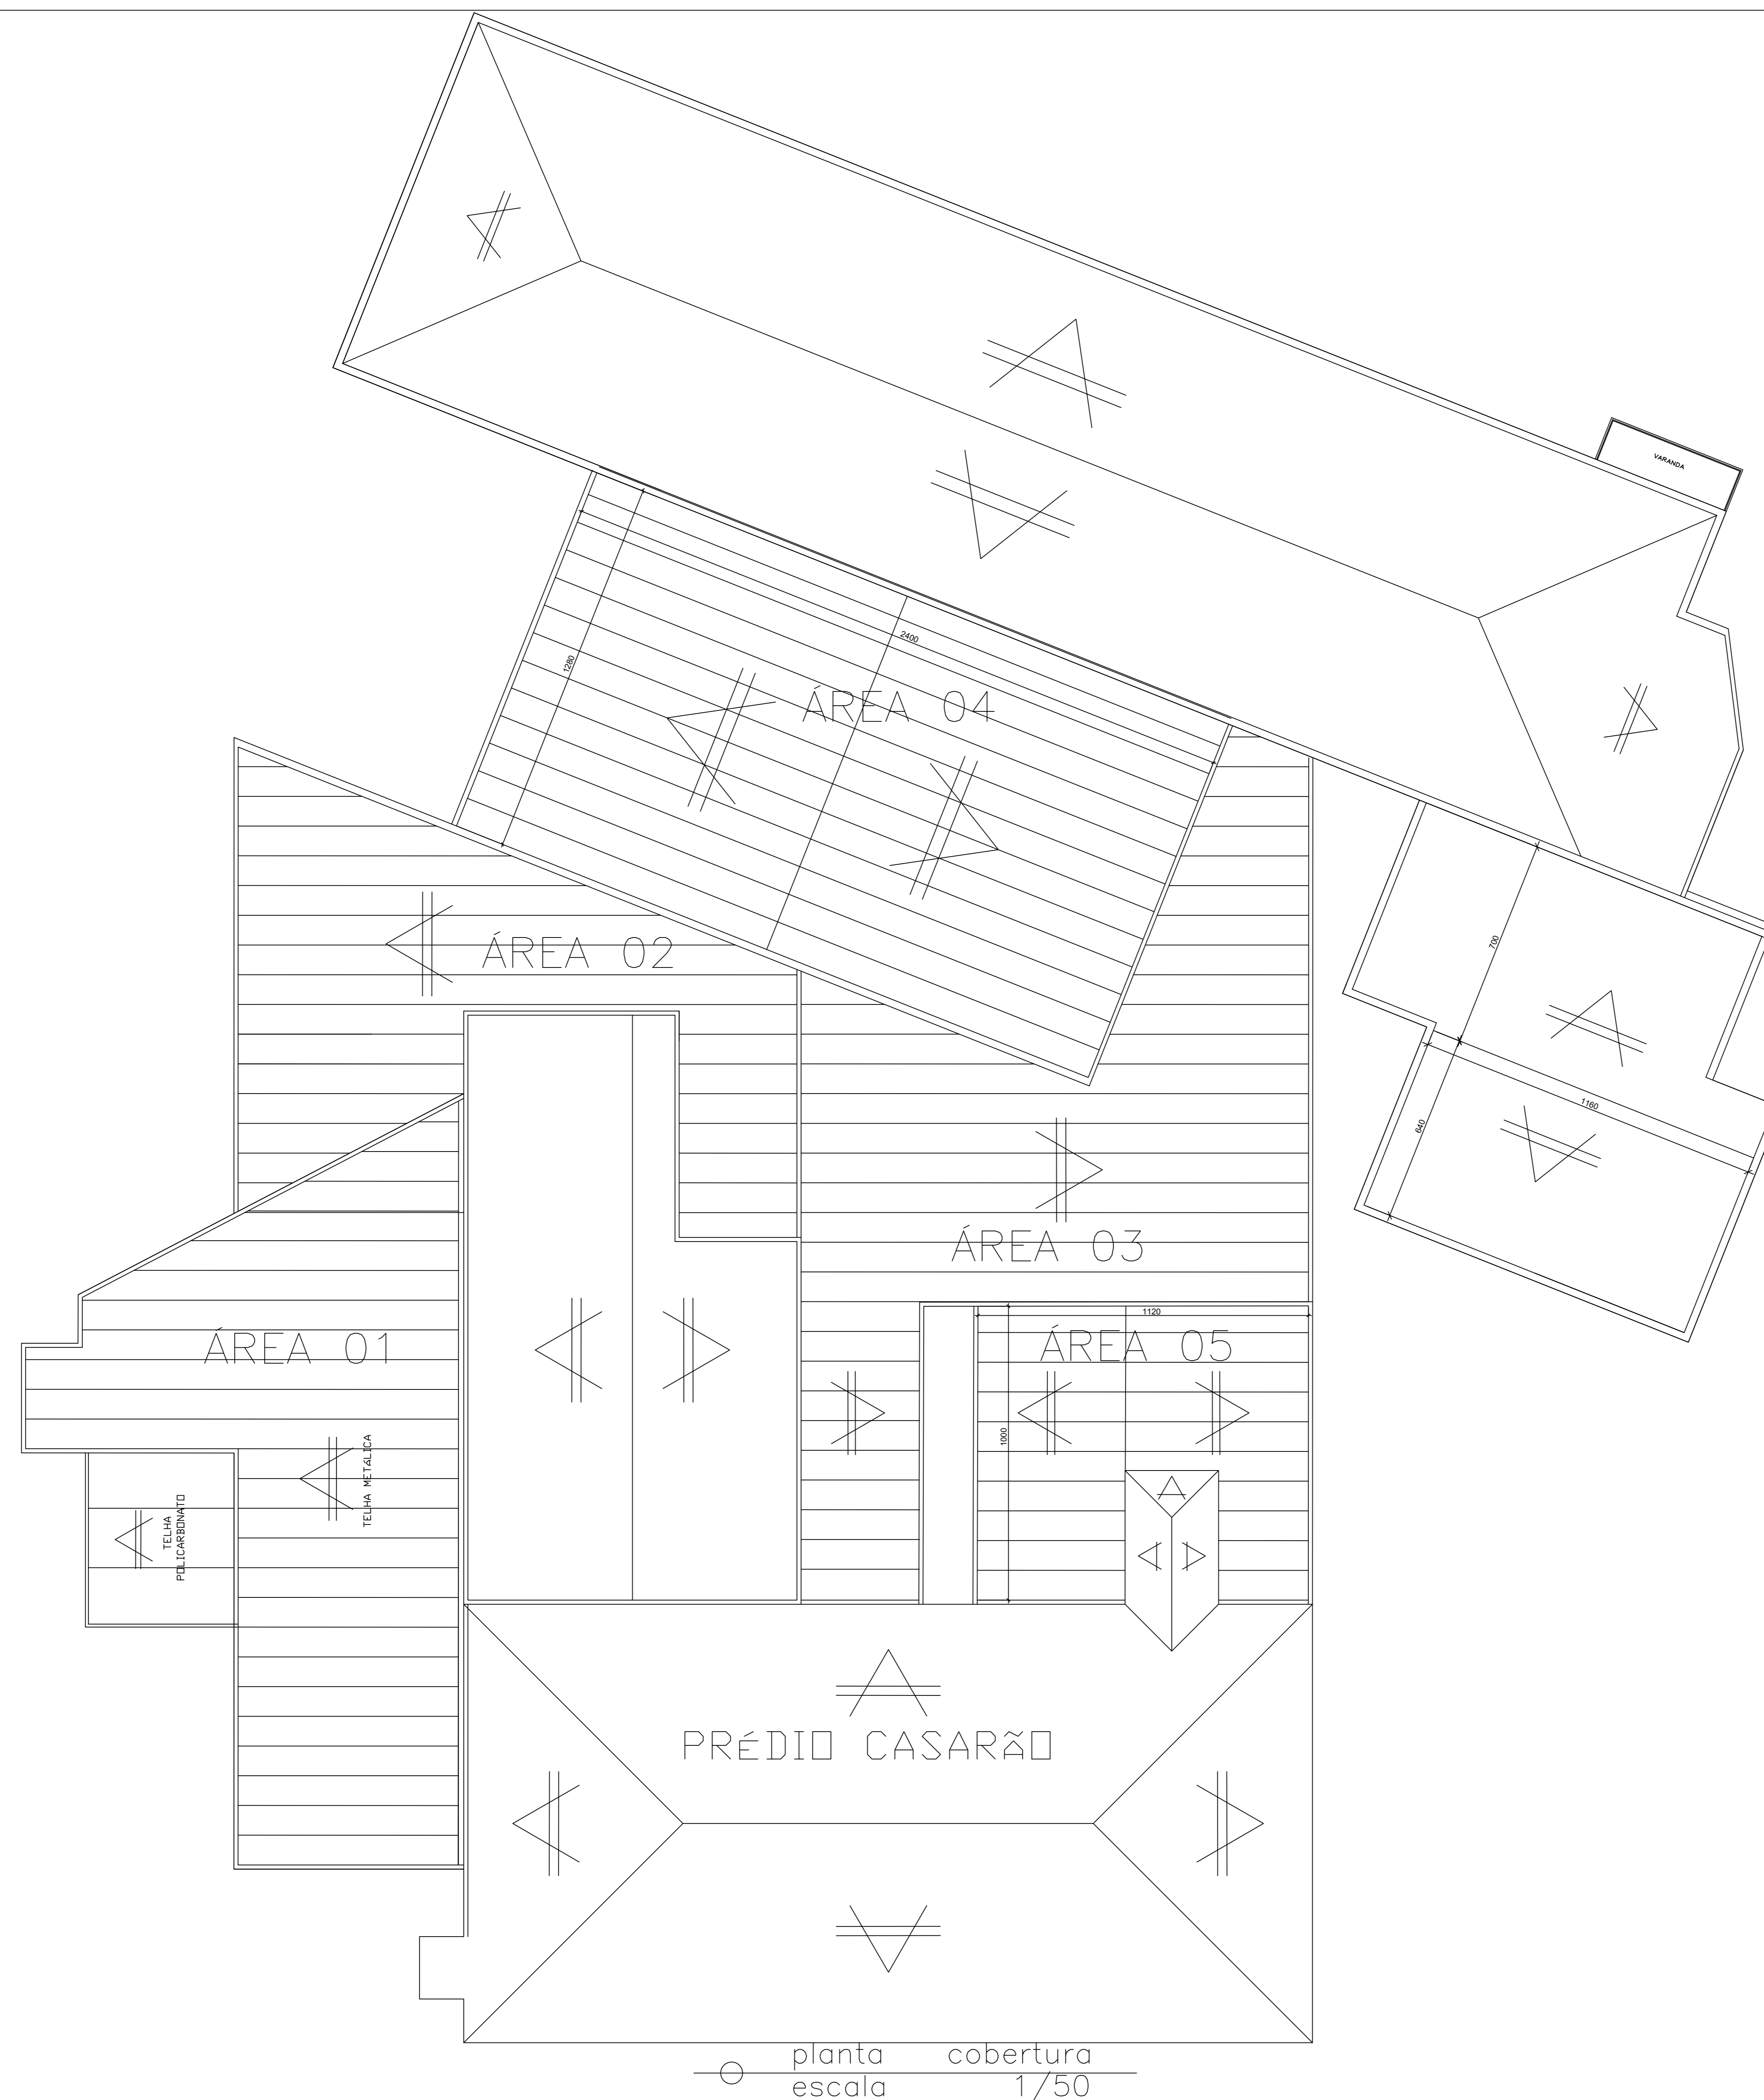 VARANDA
2400
1280
ÁREA 04
ÁREA 02
700
1160
640
ÁREA 03
1120
ÁREA 05
ÁREA 01
1000
TELHA METáLICA
TELHA
POLICARBONATO
PRéDIO CASARãO
planta cobertura
escala 1/50